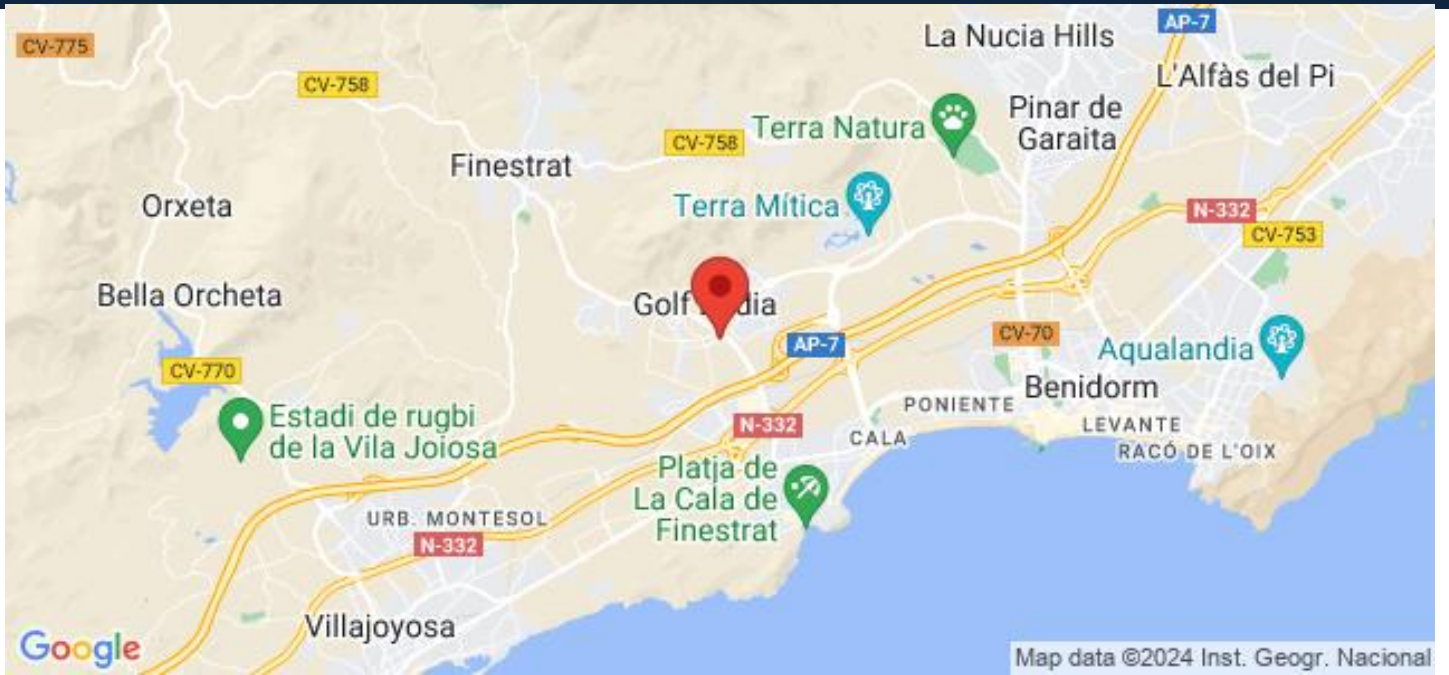 AP-7
La Nucia Hills
CV-775
L'Alfàs del Pi
CV-758
Pinar de
Garaita
Terra Natura
CV-758
Finestrat
Orxeta
Terra Mítica
N-332
CV-753
Bella Orcheta
Golf
dia
CV-70
AP-7
Aqualandia
CV-770
Benidorm
PONIENTE
Estadi de rugbi
de la Vila Joiosa
N-332
LEVANTE
CALA
RACÓ DE L'OIX
Platja de
La Cala de
Finestrat
URB. MONTESOL
N-332
Villajoyosa
Google
Map data ©2024 Inst. Geogr. Nacional